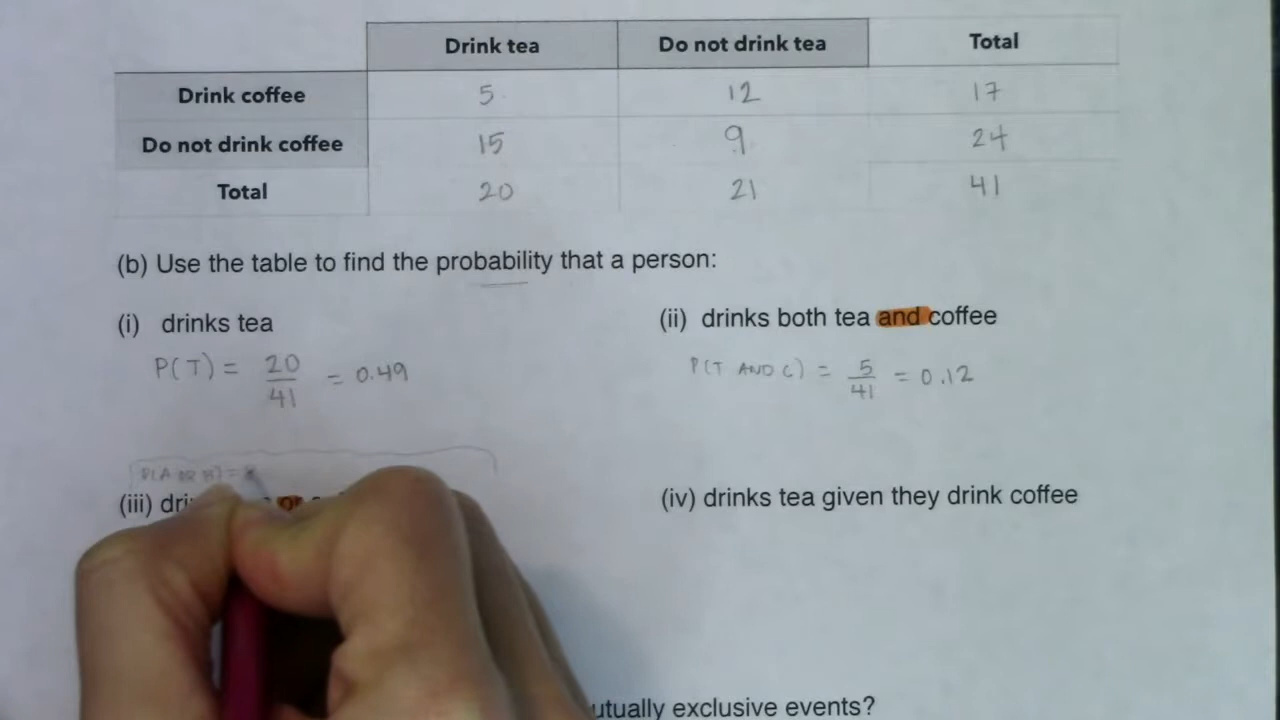 Drink tea Do not drink tea Total
Drink coffee 5 12 17
Do not drink coffee 15 9 24
Total 20 21 41
(b) Use the table to find the probability that a person:
(i) drinks tea
P(T) = 20/41 = 0.49
(ii) drinks both tea and coffee
P(T AND C) = 5/41 = 0.12
P(A OR B) =
(iii) dri or
(iv) drinks tea given they drink coffee
utually exclusive events?